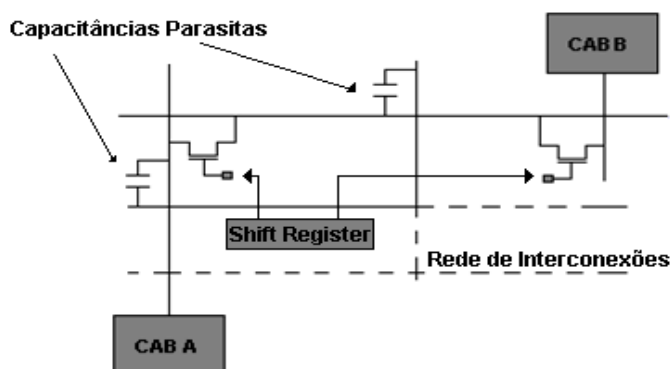 Capacitâncias Parasitas
CAB B
Shift Register
Rede de Interconexões
CAB A